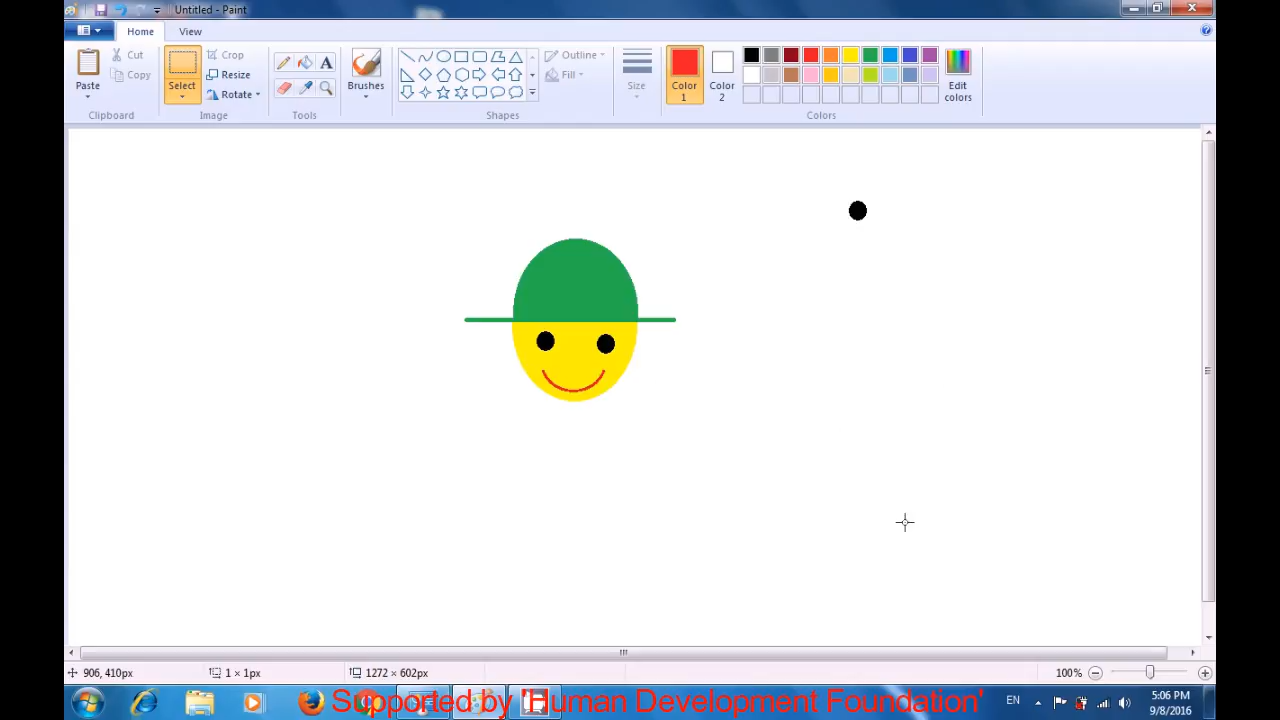 Untitled - Paint
Home
View
Paste
Cut
Copy
Clipboard
Select
Crop
Resize
Rotate
Image
Tools
Brushes
Shapes
Outline
Fill
Size
Color 1
Color 2
Edit colors
Colors
906, 410px
1 × 1px
1272 × 602px
100%
EN
5:06 PM
9/8/2016
Supported by 'Human Development Foundation'